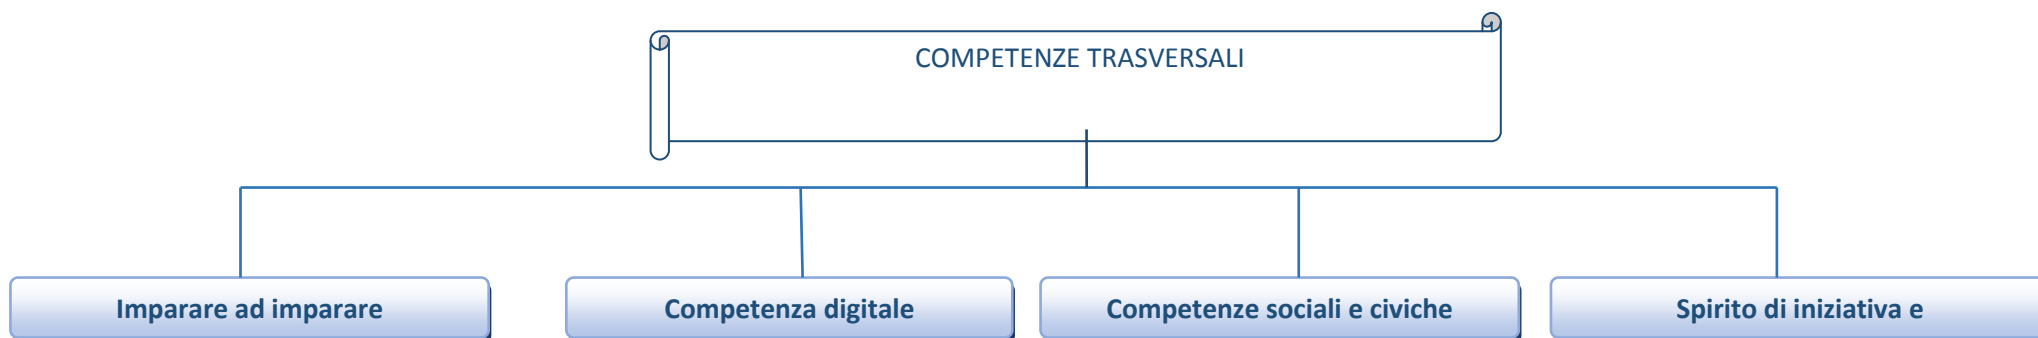 COMPETENZE TRASVERSALI
Imparare ad imparare
Competenza digitale
Competenze sociali e civiche
Spirito di iniziativa e